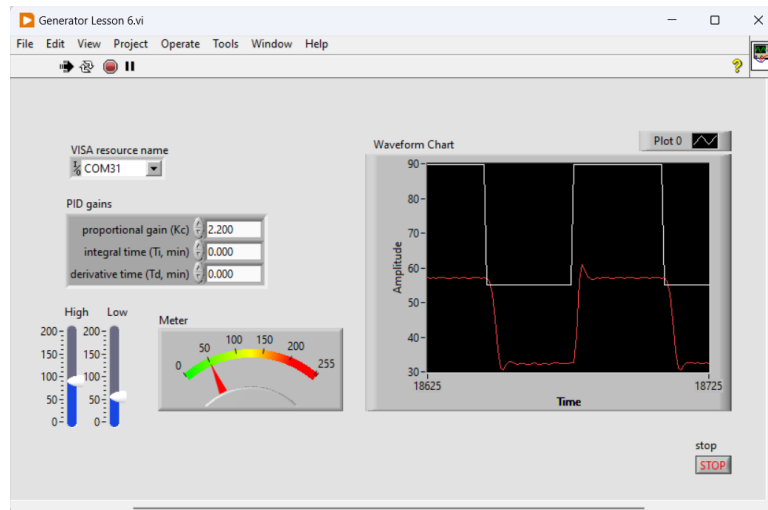 Generator Lesson 6.vi
File Edit View Project Operate Tools Window Help
VISA resource name
COM31
PID gains
proportional gain (Kc) 2.200
integral time (Ti, min) 0.000
derivative time (Td, min) 0.000
High Low
200 200
150 150
100 100
50 50
0 0
Meter
0 50 100 150 200 255
Waveform Chart
Plot 0
Amplitude
90
80
70
60
50
40
30
18625 18725
Time
stop
STOP